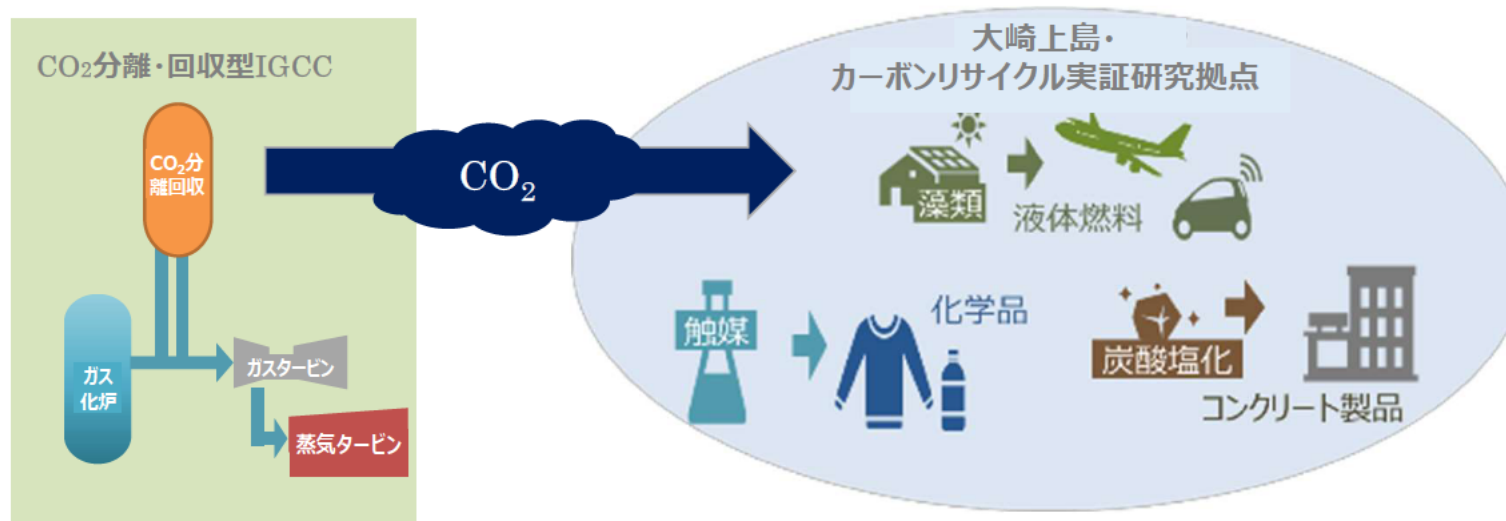 CO2分離・回収型IGCC
CO2分
離回収
ガス
化炉
ガスタービン
蒸気タービン
CO2
大崎上島・
カーボンリサイクル実証研究拠点
藻類
液体燃料
触媒
化学品
炭酸塩化
コンクリート製品